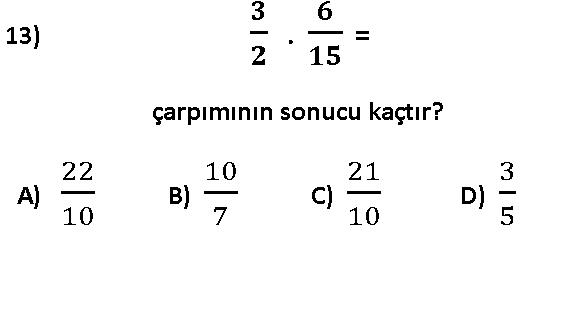 13) 3/2 . 6/15 =
çarpımının sonucu kaçtır?
A) 22/10 B) 10/7 C) 21/10 D) 3/5